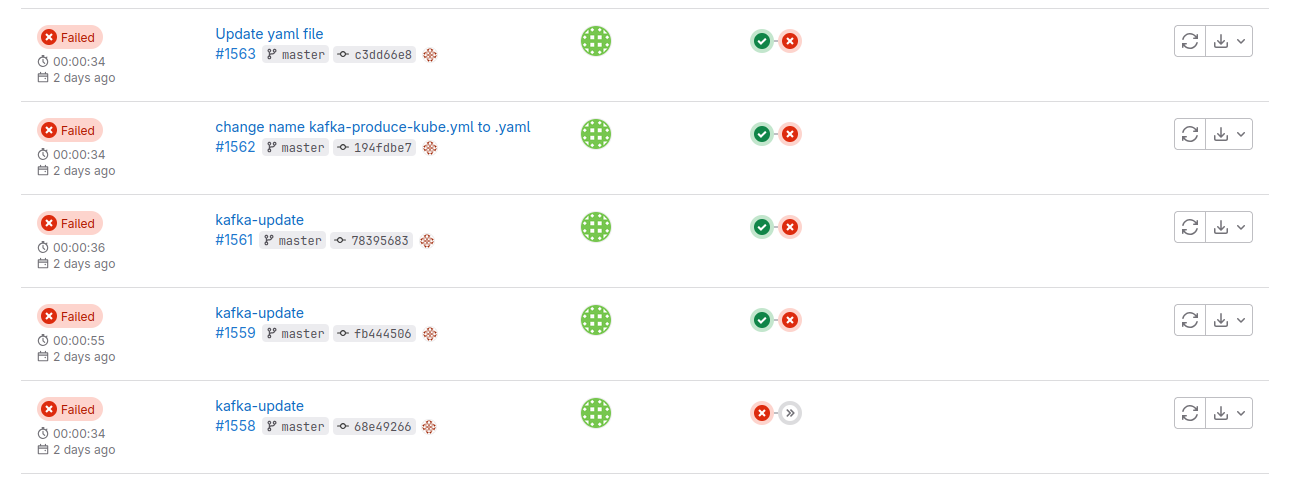 Failed
00:00:34
2 days ago
Update yaml file
#1563 master c3dd66e8
Failed
00:00:34
2 days ago
change name kafka-produce-kube.yml to .yaml
#1562 master 194fdbe7
Failed
00:00:36
2 days ago
kafka-update
#1561 master 78395683
Failed
00:00:55
2 days ago
kafka-update
#1559 master fb444506
Failed
00:00:34
2 days ago
kafka-update
#1558 master 68e49266